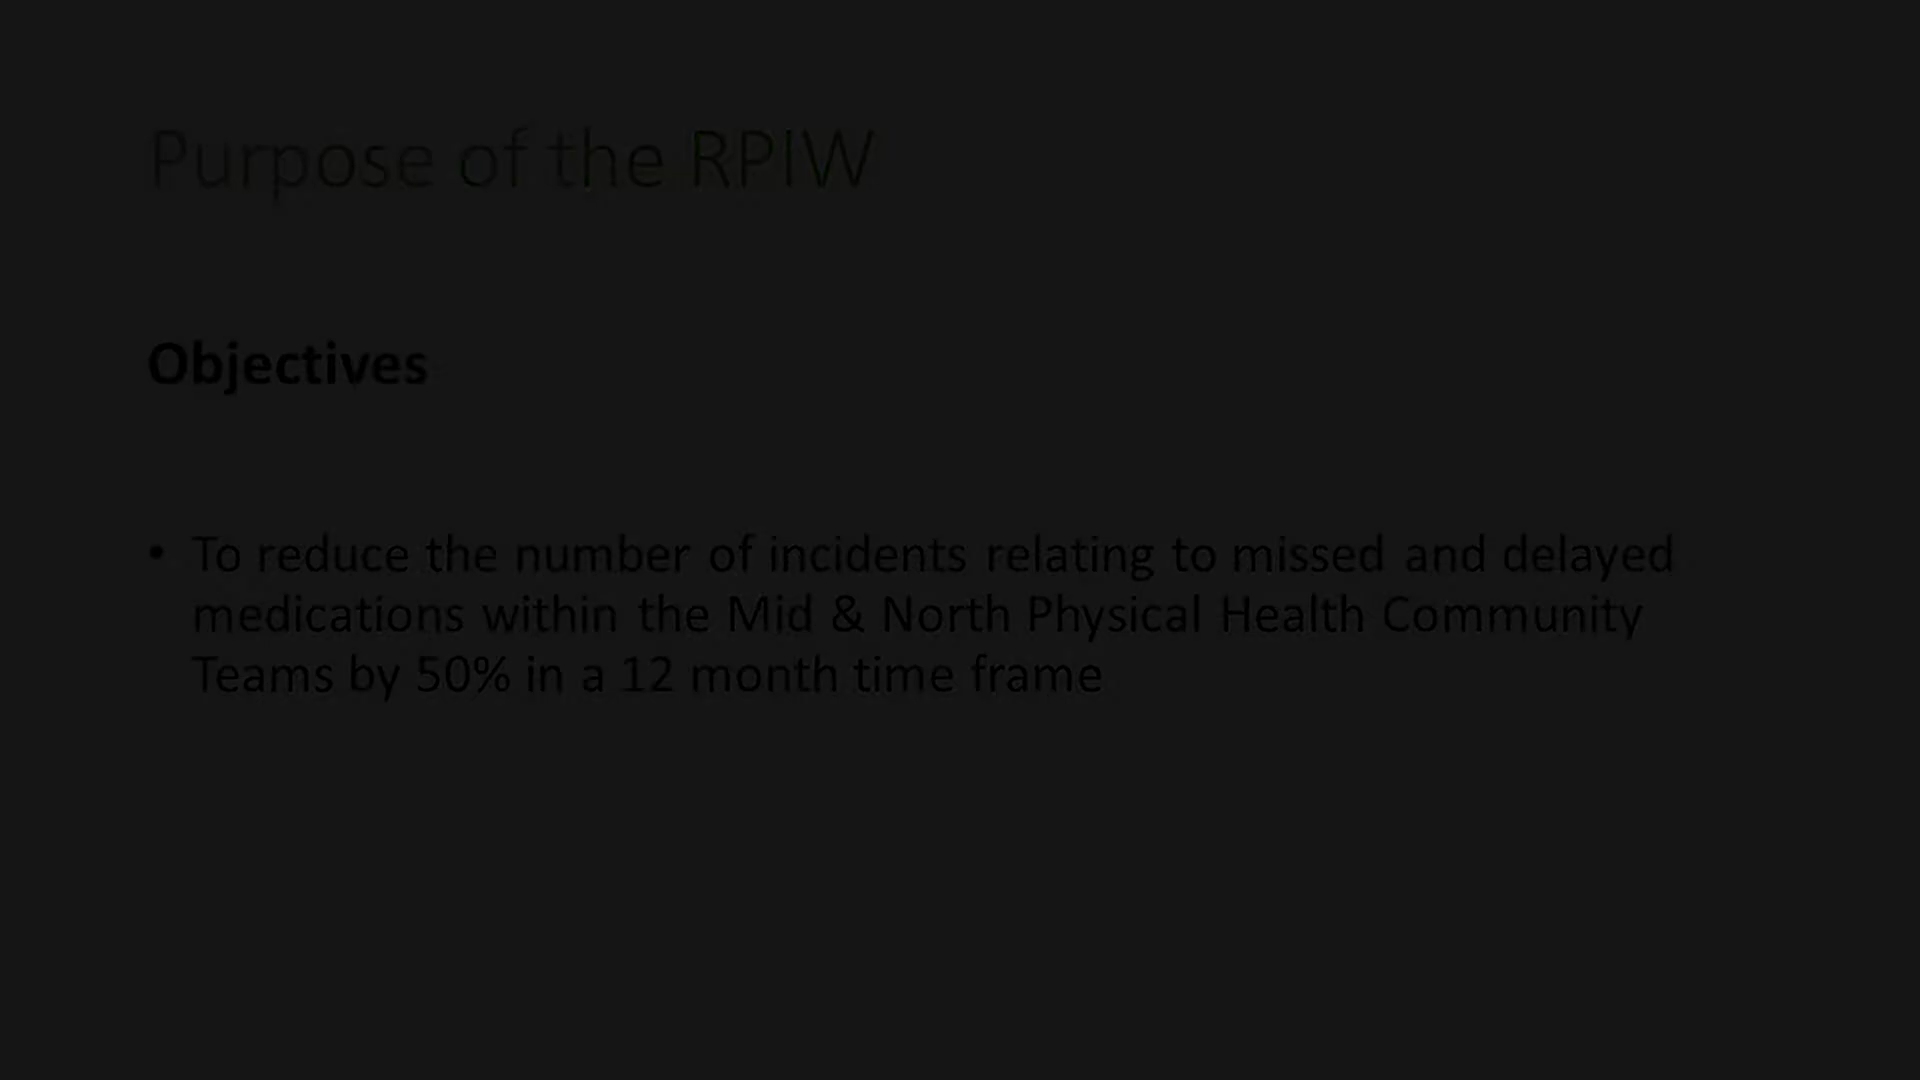 Purpose of the RPIW
Objectives
• To reduce the number of incidents relating to missed and delayed
medications within the Mid & North Physical Health Community
Teams by 50% in a 12 month time frame